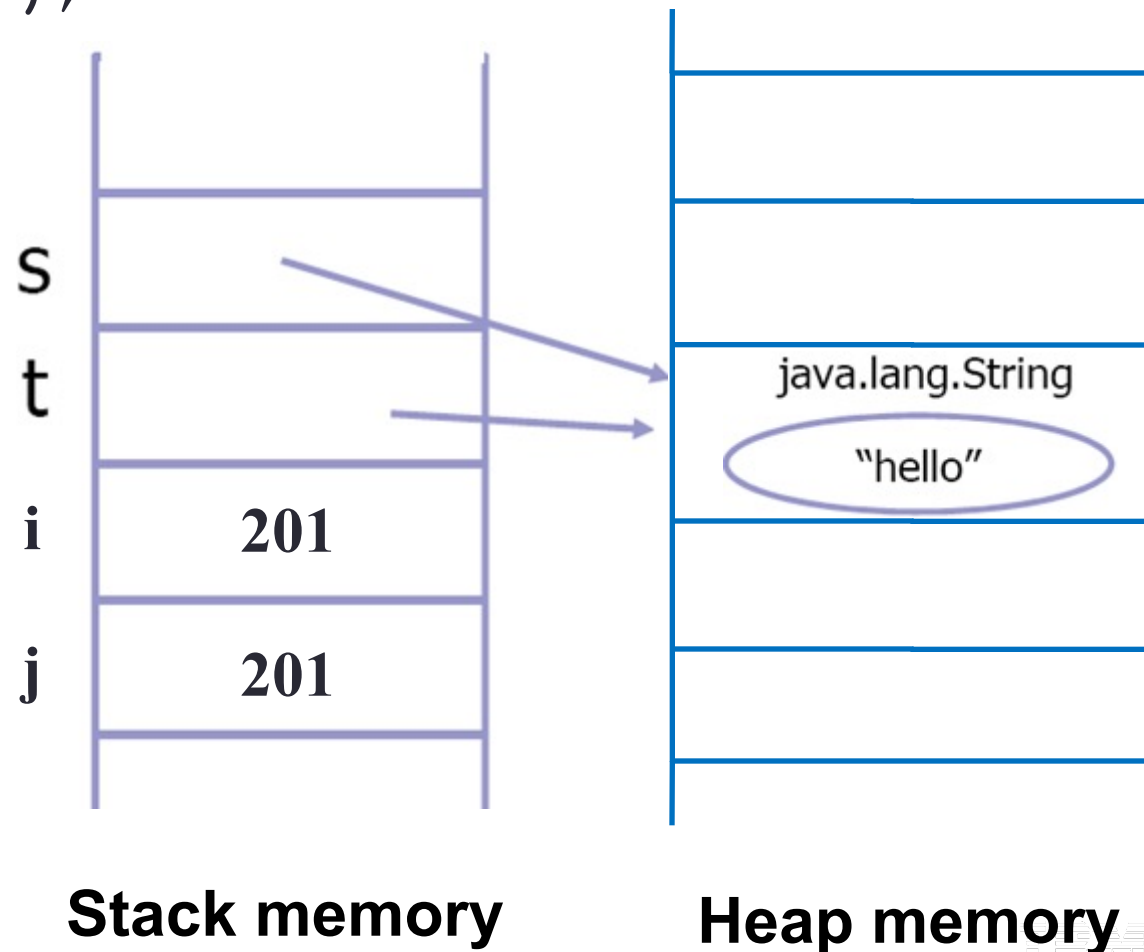 s
t
java.lang.String
“hello”
i 201
j 201
Stack memory Heap memory